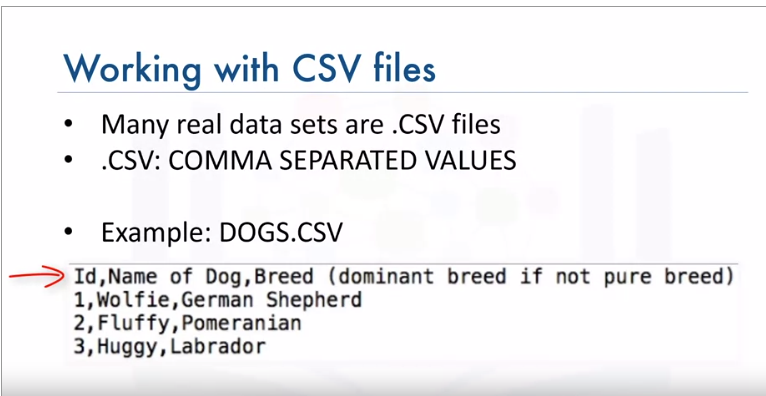 Working with CSV files
• Many real data sets are .CSV files
• .CSV: COMMA SEPARATED VALUES
• Example: DOGS.CSV
Id,Name of Dog,Breed (dominant breed if not pure breed)
1,Wolfie,German Shepherd
2,Fluffy,Pomeranian
3,Huggy,Labrador